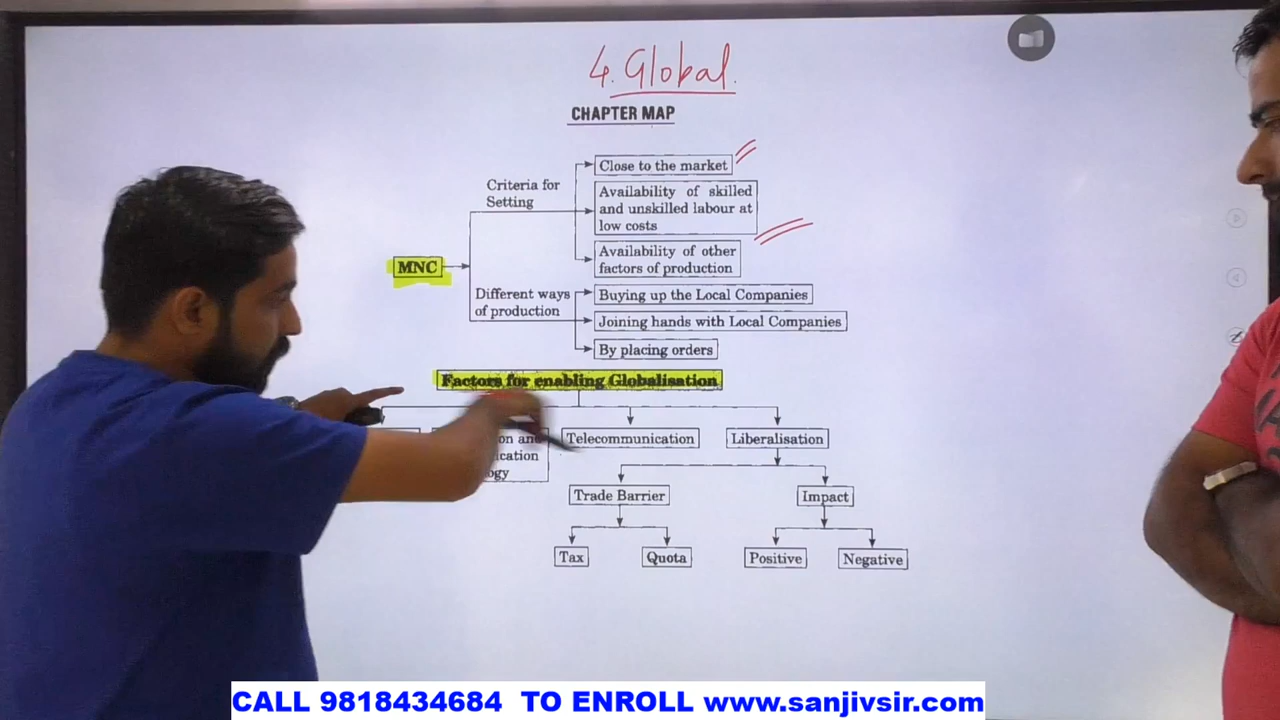 4. Global.
CHAPTER MAP
Close to the market
Criteria for
Setting
Availability of skilled
and unskilled labour at
low costs
Availability of other
factors of production
MNC
Different ways
of production
Buying up the Local Companies
Joining hands with Local Companies
By placing orders
Factors for enabling Globalisation
and
Telecommunication
Liberalisation
Trade Barrier
Impact
Tax
Quota
Positive
Negative
CALL 9818434684 TO ENROLL www.sanjivsir.com